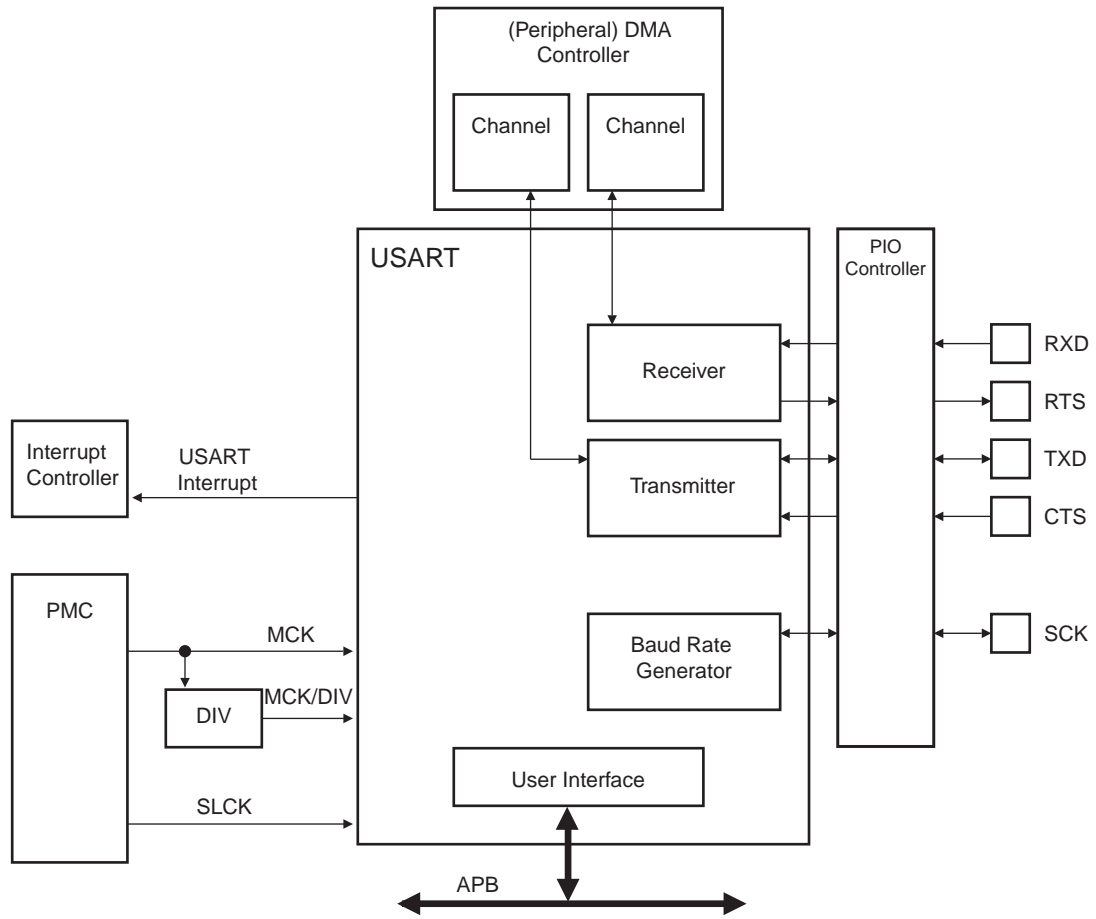 (Peripheral) DMA
Controller
Channel
Channel
USART
PIO
Controller
Receiver
RXD
RTS
Interrupt
Controller
USART
Interrupt
Transmitter
TXD
CTS
PMC
MCK
Baud Rate
Generator
SCK
DIV
MCK/DIV
User Interface
SLCK
APB